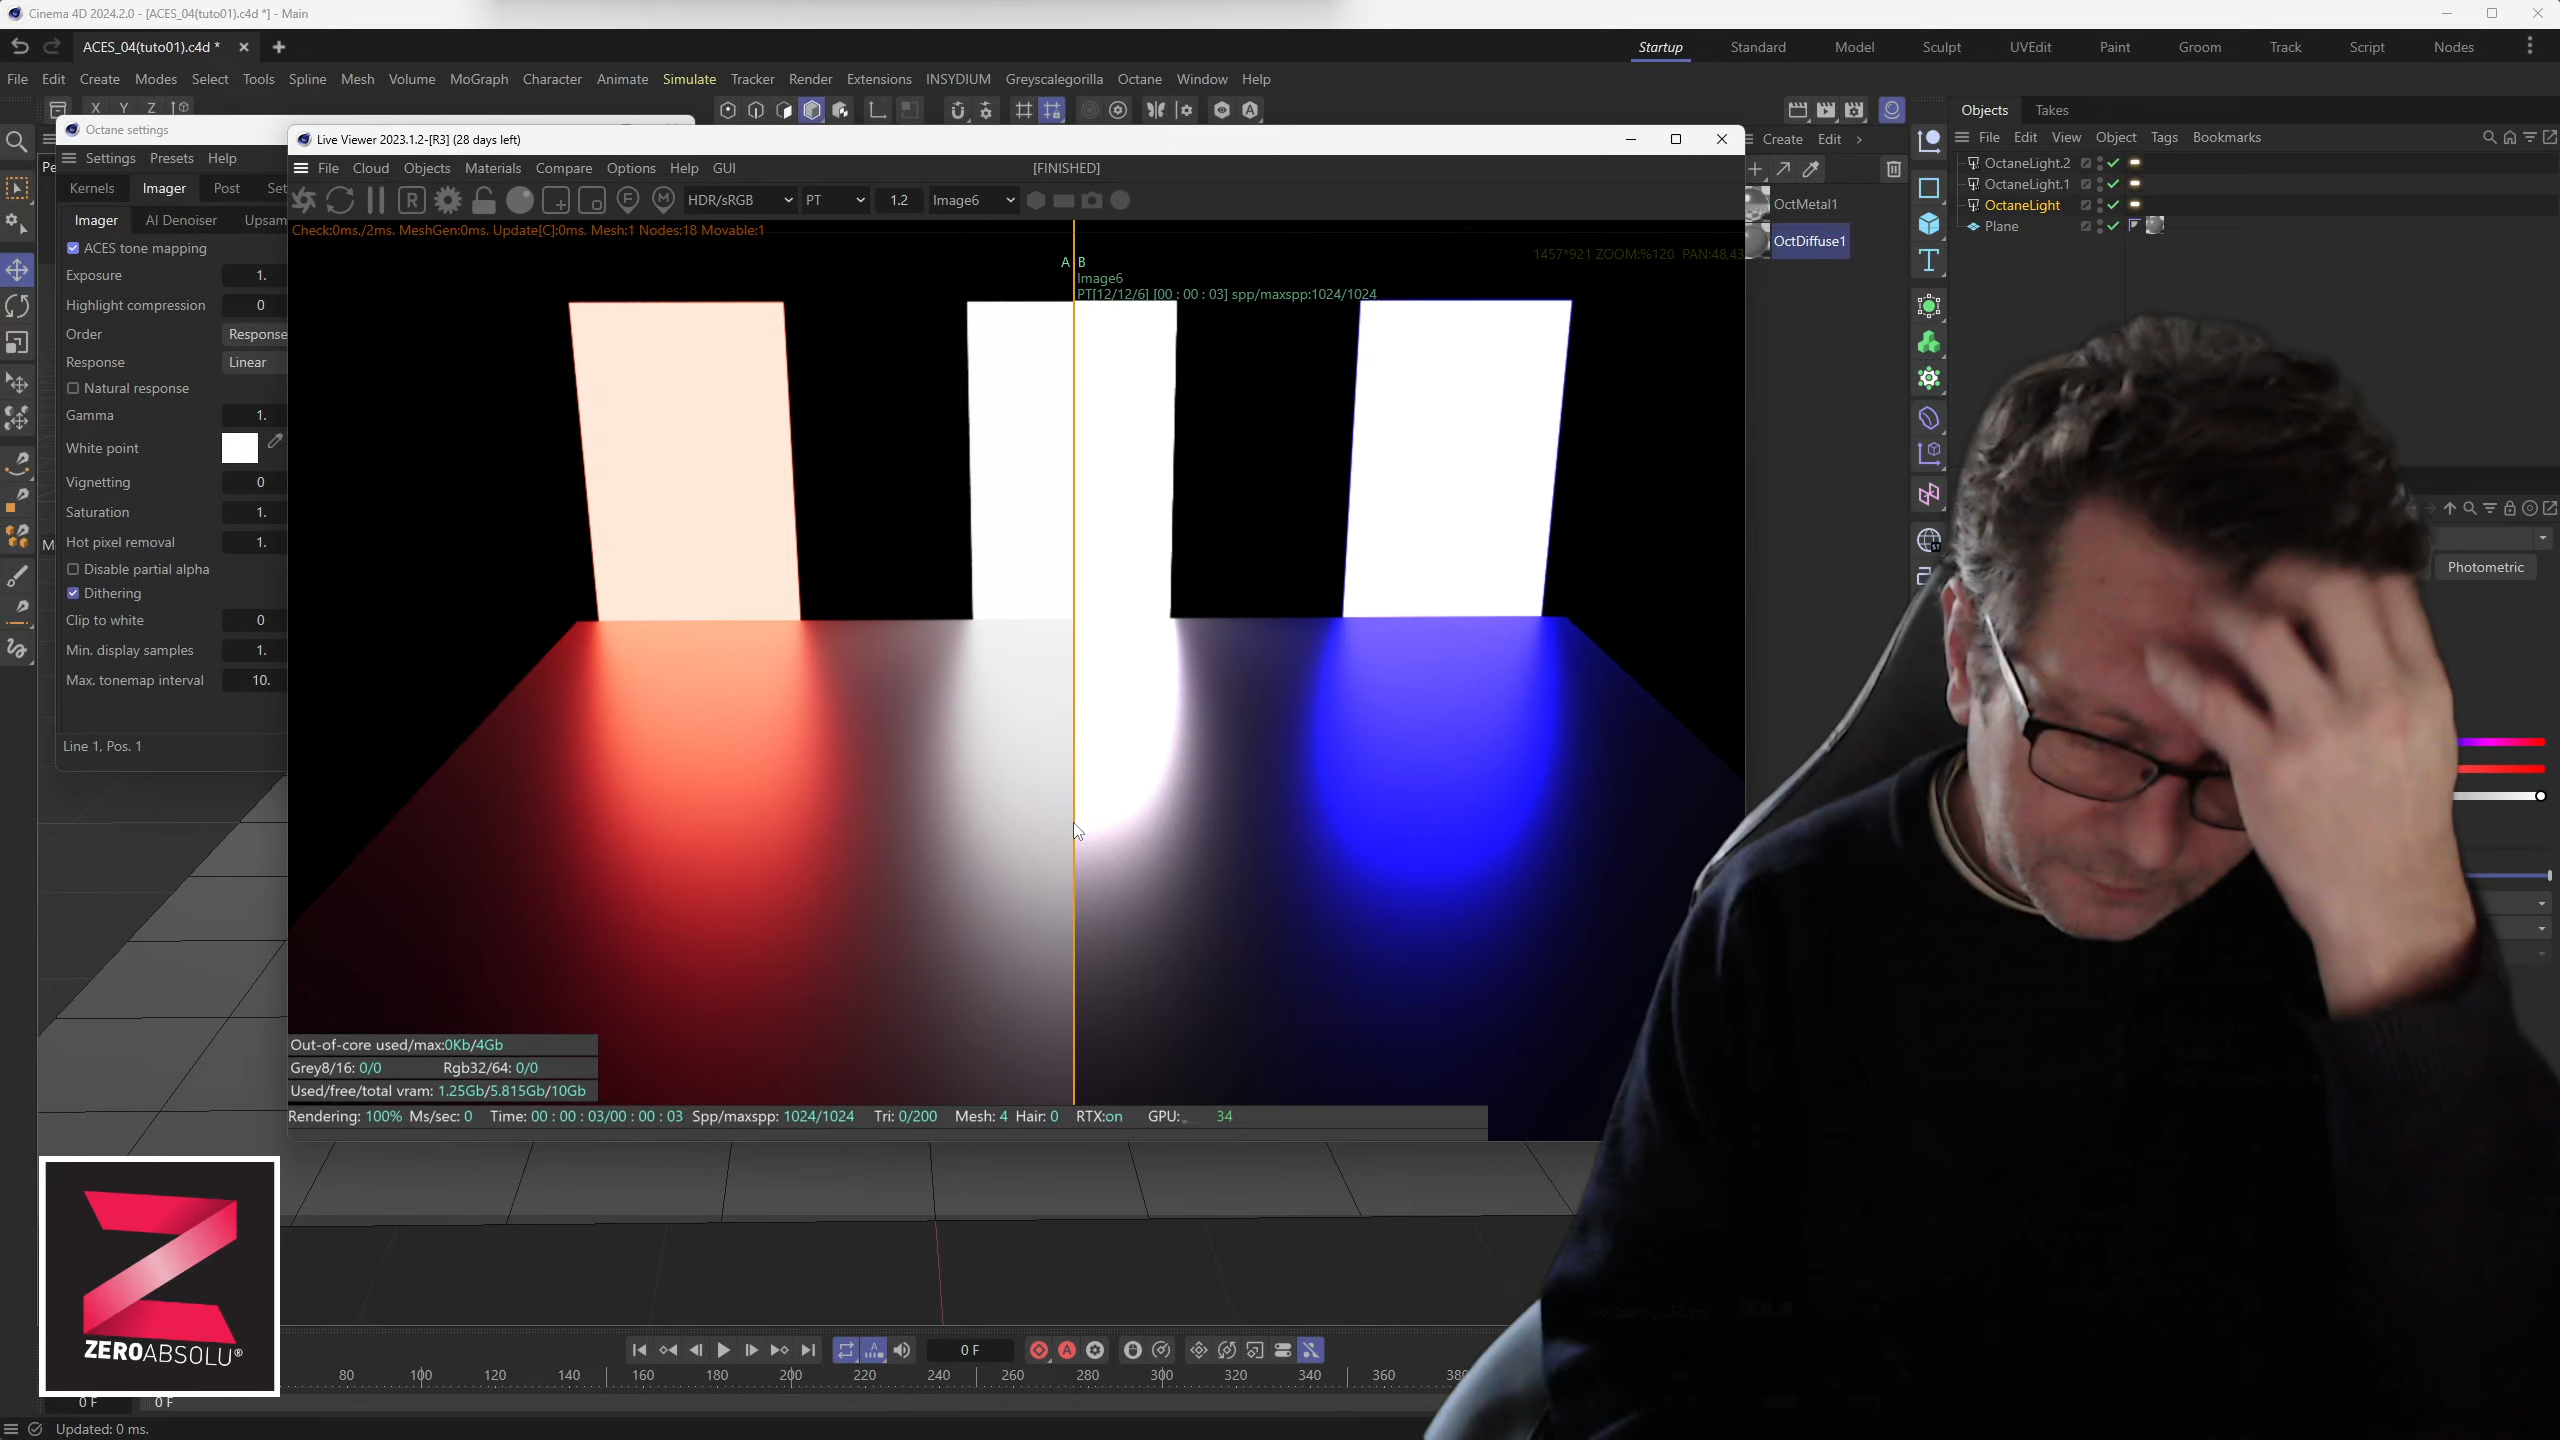 Cinema 4D 2024.2.0 - [ACES_04(tuto01).c4d *] - Main
ACES_04(tuto01).c4d *
Startup Standard Model Sculpt UVEdit Paint Groom Track Script Nodes
File Edit Create Modes Select Tools Spline Mesh Volume MoGraph Character Animate Simulate Tracker Render Extensions INSYDIUM Greyscalegorilla Octane Window Help
X Y Z
Objects Takes
File Edit View Object Tags Bookmarks
OctaneLight.2
OctaneLight.1
OctaneLight
Plane
Photometric
Create Edit
OctMetal1
OctDiffuse1
Octane settings
Settings Presets Help
Kernels Imager Post Set
Imager AI Denoiser Upsam
ACES tone mapping
Exposure 1.
Highlight compression 0
Order Response
Response Linear
Natural response
Gamma 1.
White point
Vignetting 0
Saturation 1.
Hot pixel removal 1.
Disable partial alpha
Dithering
Clip to white 0
Min. display samples 1.
Max. tonemap interval 10.
Line 1, Pos. 1
Live Viewer 2023.1.2-[R3] (28 days left)
File Cloud Objects Materials Compare Options Help GUI [FINISHED]
HDR/sRGB PT 1.2 Image6
Check:0ms./2ms. MeshGen:0ms. Update[C]:0ms. Mesh:1 Nodes:18 Movable:1
1457*921 ZOOM:%120 PAN:48,43
A B
Image6
PT[12/12/6] [00 : 00 : 03] spp/maxspp:1024/1024
Out-of-core used/max:0Kb/4Gb
Grey8/16: 0/0 Rgb32/64: 0/0
Used/free/total vram: 1.25Gb/5.815Gb/10Gb
Rendering: 100% Ms/sec: 0 Time: 00 : 00 : 03/00 : 00 : 03 Spp/maxspp: 1024/1024 Tri: 0/200 Mesh: 4 Hair: 0 RTX:on GPU: 34
ZEROABSOLU®
0 F
80 100 120 140 160 180 200 220 240 260 280 300 320 340 360 380
0 F 0 F
Updated: 0 ms.